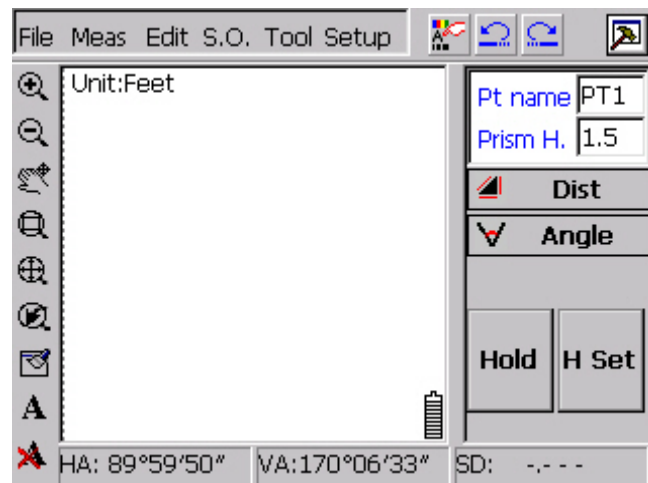 File Meas Edit S.O. Tool Setup
Unit:Feet
Pt name PT1
Prism H. 1.5
Dist
Angle
Hold H Set
A
HA: 89°59'50" VA:170°06'33" SD: -.- - -